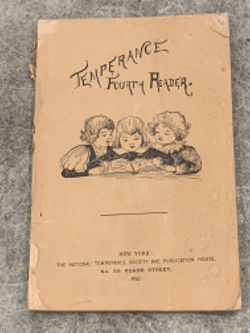 TEMPERANCE
FOURTH READER.
NEW YORK:
THE NATIONAL TEMPERANCE SOCIETY AND PUBLICATION HOUSE,
No. 58 READE STREET.